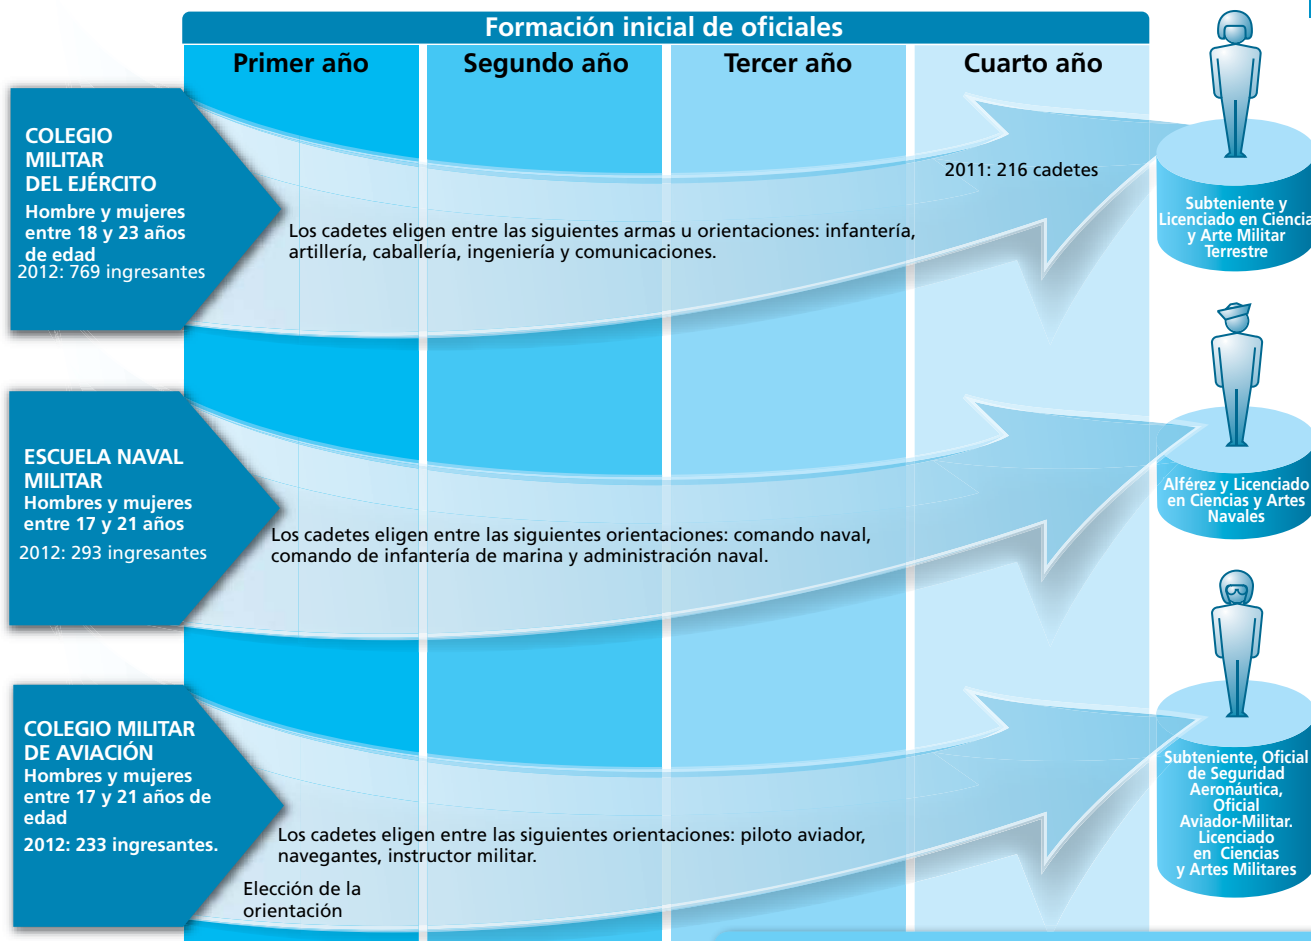 Formación inicial de oficiales
Primer año
Segundo año
Tercer año
Cuarto año
COLEGIO
MILITAR
DEL EJÉRCITO
Hombre y mujeres
entre 18 y 23 años
de edad
2012: 769 ingresantes
Los cadetes eligen entre las siguientes armas u orientaciones: infantería,
artillería, caballería, ingeniería y comunicaciones.
2011: 216 cadetes
Subteniente y
Licenciado en Ciencia
y Arte Militar
Terrestre
ESCUELA NAVAL
MILITAR
Hombres y mujeres
entre 17 y 21 años
2012: 293 ingresantes
Los cadetes eligen entre las siguientes orientaciones: comando naval,
comando de infantería de marina y administración naval.
Alférez y Licenciado
en Ciencias y Artes
Navales
COLEGIO MILITAR
DE AVIACIÓN
Hombres y mujeres
entre 17 y 21 años de
edad
2012: 233 ingresantes.
Los cadetes eligen entre las siguientes orientaciones: piloto aviador,
navegantes, instructor militar.
Elección de la
orientación
Subteniente, Oficial
de Seguridad
Aeronáutica,
Oficial
Aviador-Militar.
Licenciado
en Ciencias
y Artes Militares